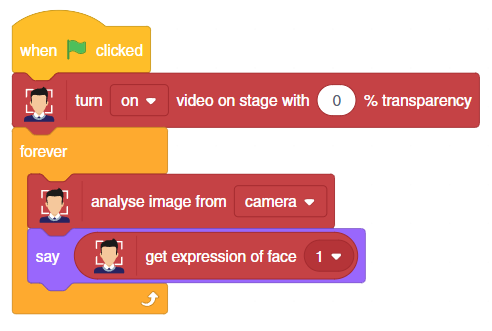 when clicked
turn on video on stage with 0 % transparency
forever
analyse image from camera
say get expression of face 1